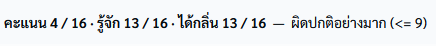 คะแนน 4 / 16 · รู้จัก 13 / 16 · ได้กลิ่น 13 / 16 — ผิดปกติอย่างมาก (<= 9)